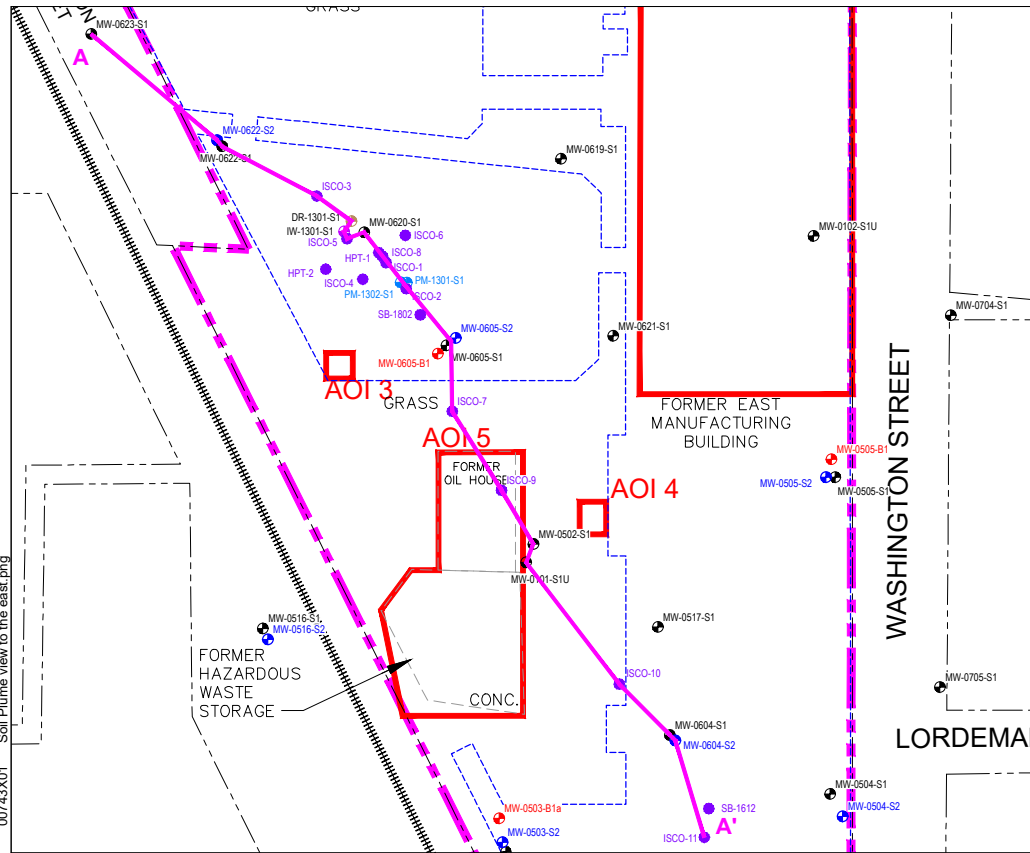 GRASS
ON
ET
MW-0623-S1
A
MW-0622-S2
MW-0622-S1
MW-0619-S1
ISCO-3
DR-1301-S1
MW-0620-S1
IW-1301-S1
ISCO-5
ISCO-6
MW-0102-S1U
HPT-1
ISCO-8
ISCO-1
HPT-2
ISCO-4
PM-1301-S1
PM-1302-S1
ISCO-2
SB-1802
MW-0704-S1
MW-0605-S2
MW-0621-S1
MW-0605-S1
MW-0605-B1
AOI 3
GRASS
ISCO-7
FORMER EAST
MANUFACTURING
BUILDING
WASHINGTON STREET
AOI 5
FORMER
OIL HOUSE
MW-0505-B1
ISCO-9
MW-0505-S2
MW-0505-S1
AOI 4
MW-0502-S1
MW-0101-S1U
MW-0516-S1
MW-0516-S2
MW-0517-S1
FORMER
HAZARDOUS
WASTE
STORAGE
CONC.
ISCO-10
MW-0705-S1
MW-0604-S1
MW-0604-S2
LORDEMA
MW-0504-S1
MW-0504-S2
SB-1612
A'
ISCO-11
MW-0503-B1a
MW-0503-S2
00743X01 Soil Plume view to the east.png